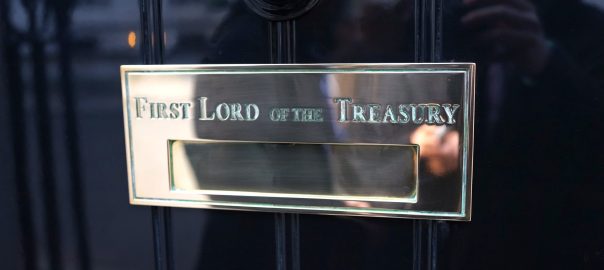 First Lord of the Treasury